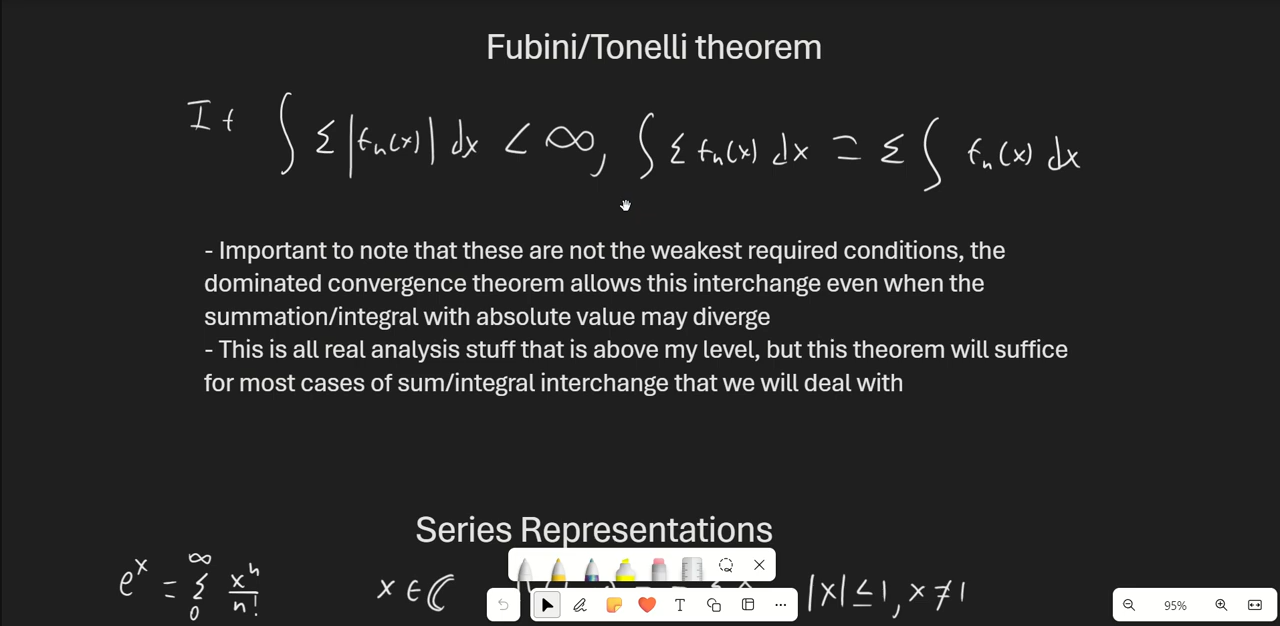 Fubini/Tonelli theorem
If ∫ Σ |fn(x)| dx < ∞, ∫ Σ fn(x) dx = Σ ∫ fn(x) dx
- Important to note that these are not the weakest required conditions, the
dominated convergence theorem allows this interchange even when the
summation/integral with absolute value may diverge
- This is all real analysis stuff that is above my level, but this theorem will suffice
for most cases of sum/integral interchange that we will deal with
Series Representations
e^x = Σ_0^∞ x^n/n! x ∈ ℂ |x| ≤ 1, x ≠ 1
T
95%